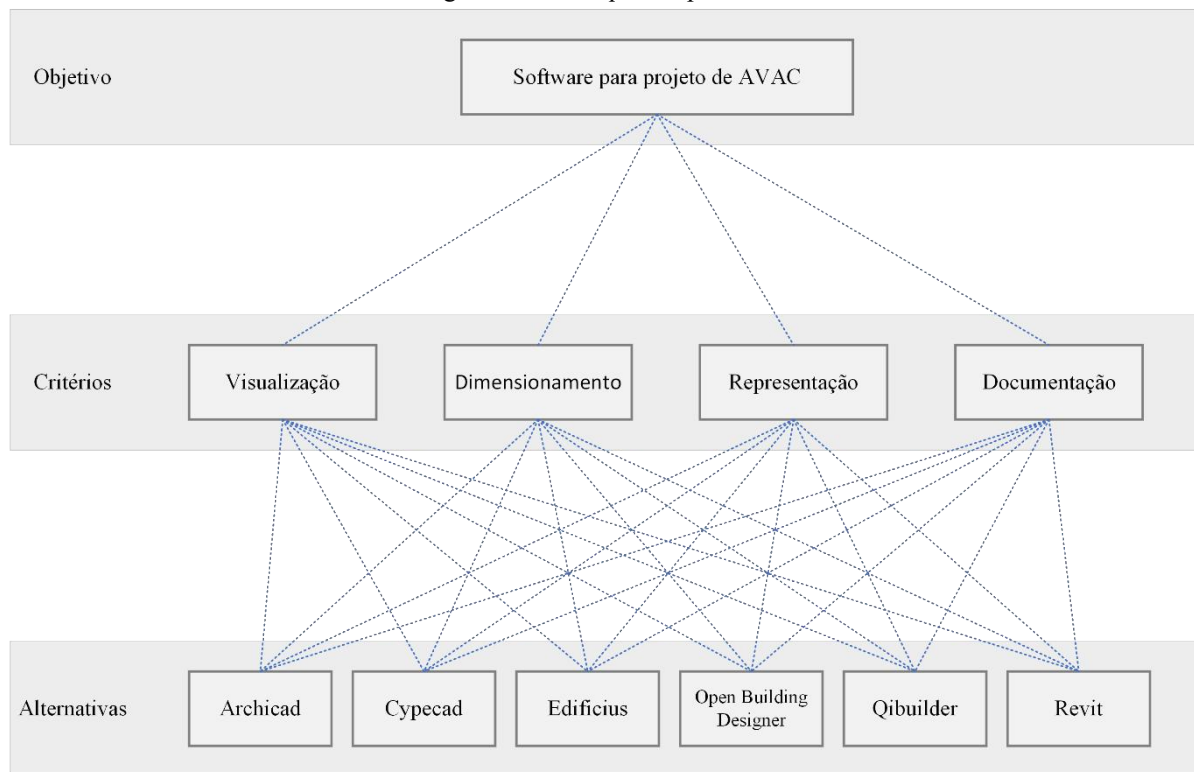 Objetivo
Software para projeto de AVAC
Critérios
Visualização
Dimensionamento
Representação
Documentação
Alternativas
Archicad
Cypecad
Edificius
Open Building
Designer
Qibuilder
Revit